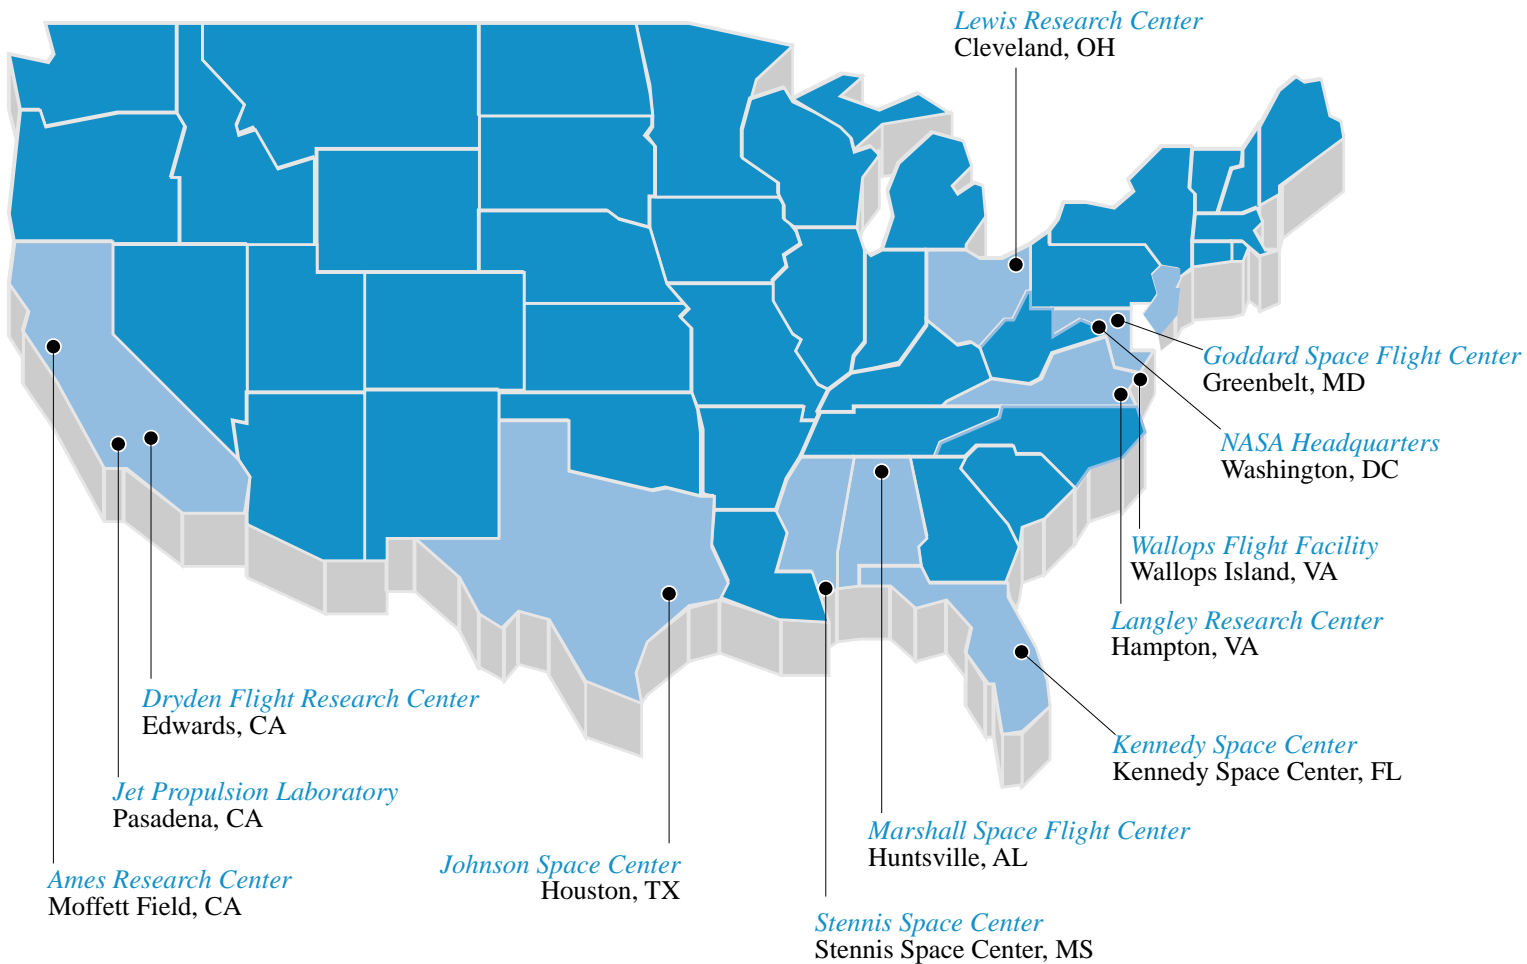 Lewis Research Center
Cleveland, OH
Goddard Space Flight Center
Greenbelt, MD
NASA Headquarters
Washington, DC
Wallops Flight Facility
Wallops Island, VA
Langley Research Center
Hampton, VA
Dryden Flight Research Center
Edwards, CA
Kennedy Space Center
Kennedy Space Center, FL
Jet Propulsion Laboratory
Pasadena, CA
Marshall Space Flight Center
Huntsville, AL
Johnson Space Center
Houston, TX
Ames Research Center
Moffett Field, CA
Stennis Space Center
Stennis Space Center, MS